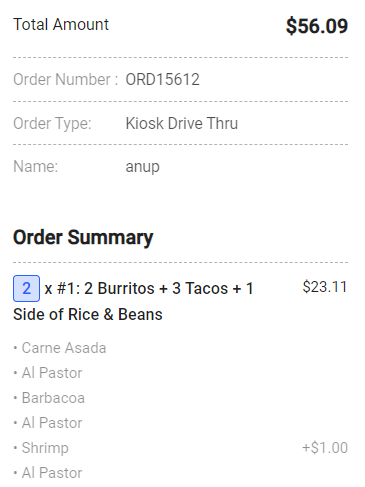 Total Amount $56.09
Order Number : ORD15612
Order Type: Kiosk Drive Thru
Name: anup
Order Summary
2 x #1: 2 Burritos + 3 Tacos + 1 $23.11
Side of Rice & Beans
• Carne Asada
• Al Pastor
• Barbacoa
• Al Pastor
• Shrimp +$1.00
• Al Pastor